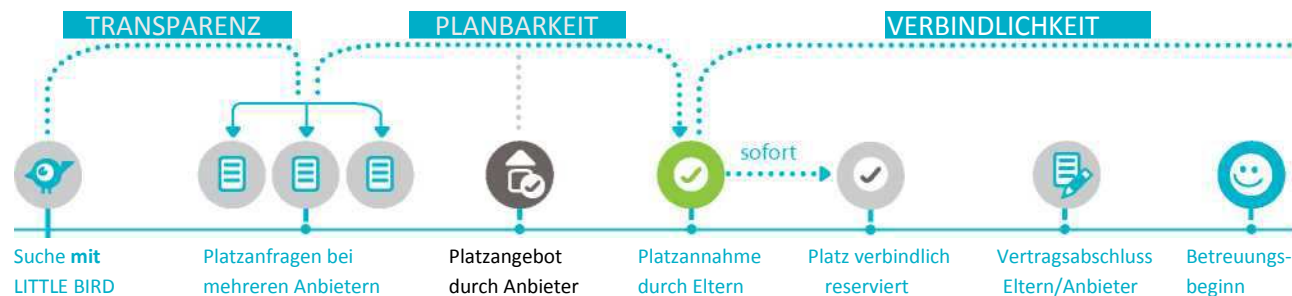 TRANSPARENZ
PLANBARKEIT
VERBINDLICHKEIT
sofort
Suche mit
LITTLE BIRD
Platzanfragen bei
mehreren Anbietern
Platzangebot
durch Anbieter
Platzannahme
durch Eltern
Platz verbindlich
reserviert
Vertragsabschluss
Eltern/Anbieter
Betreuungs-
beginn